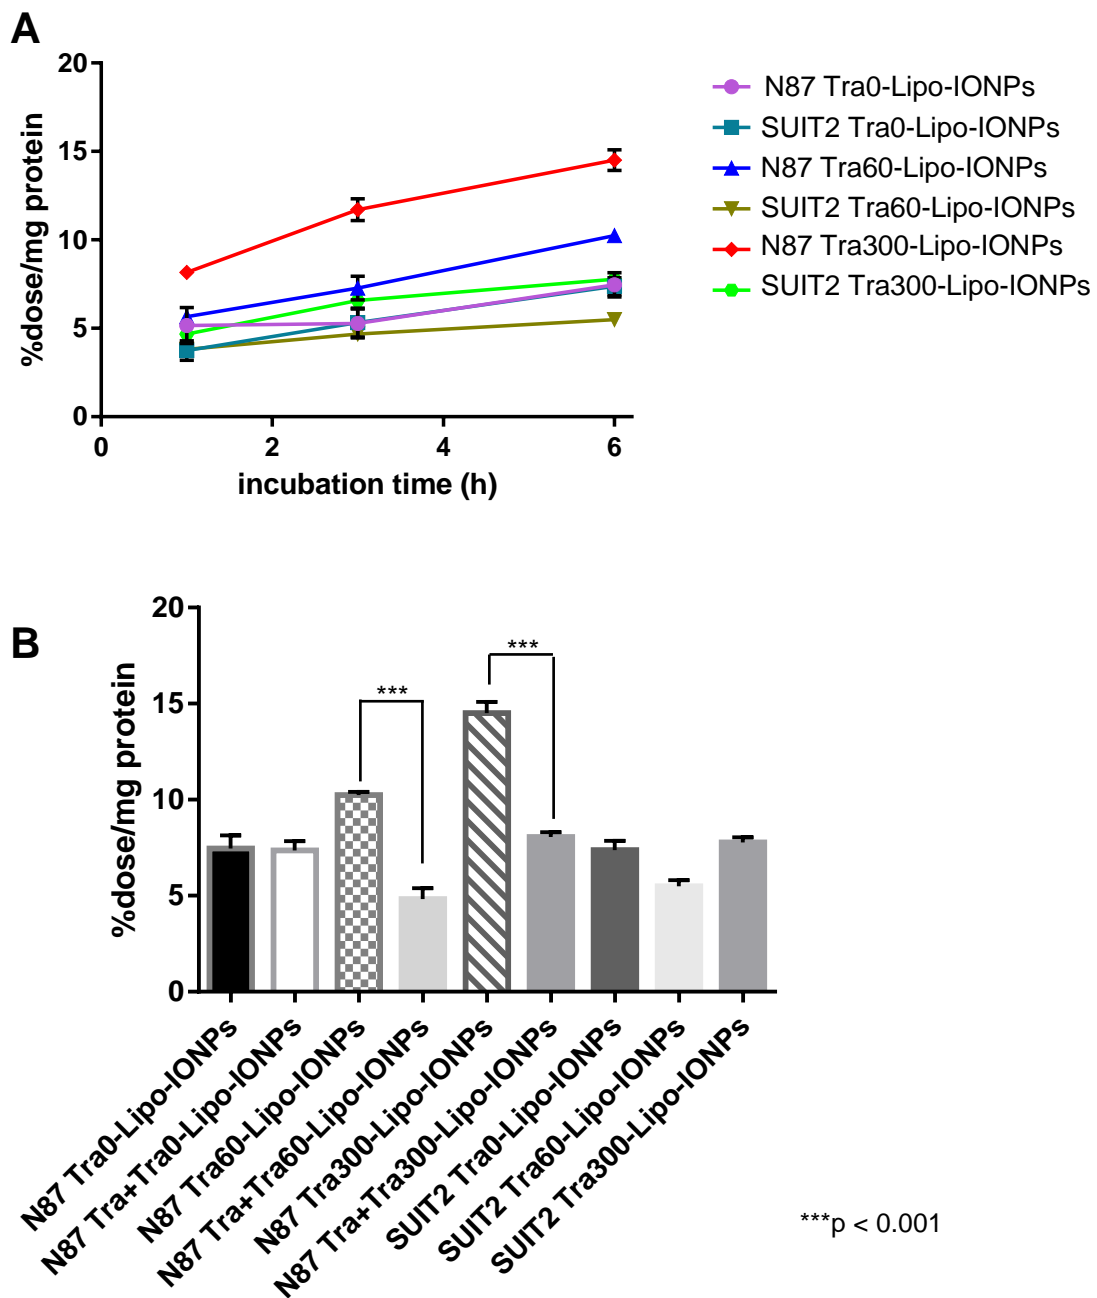 A
20
15
10
5
0
%dose/mg protein
0
2
4
6
incubation time (h)
N87 Tra0-Lipo-IONPs
SUIT2 Tra0-Lipo-IONPs
N87 Tra60-Lipo-IONPs
SUIT2 Tra60-Lipo-IONPs
N87 Tra300-Lipo-IONPs
SUIT2 Tra300-Lipo-IONPs
B
20
15
10
5
0
%dose/mg protein
***
***
N87 Tra0-Lipo-IONPs
N87 Tra+Tra0-Lipo-IONPs
N87 Tra60-Lipo-IONPs
N87 Tra+Tra60-Lipo-IONPs
N87 Tra300-Lipo-IONPs
N87 Tra+Tra300-Lipo-IONPs
SUIT2 Tra0-Lipo-IONPs
SUIT2 Tra60-Lipo-IONPs
SUIT2 Tra300-Lipo-IONPs
***p < 0.001